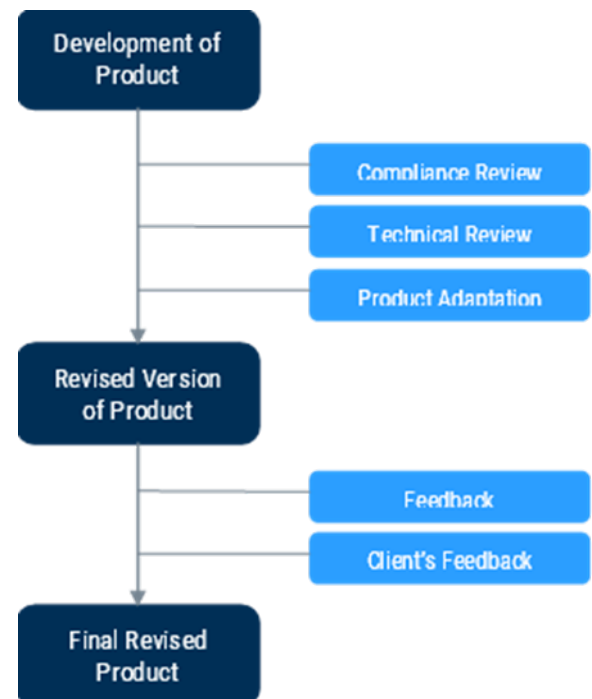 Development of
Product
Compliance Review
Technical Review
Product Adaptation
Revised Version
of Product
Feedback
Client's Feedback
Final Revised
Product